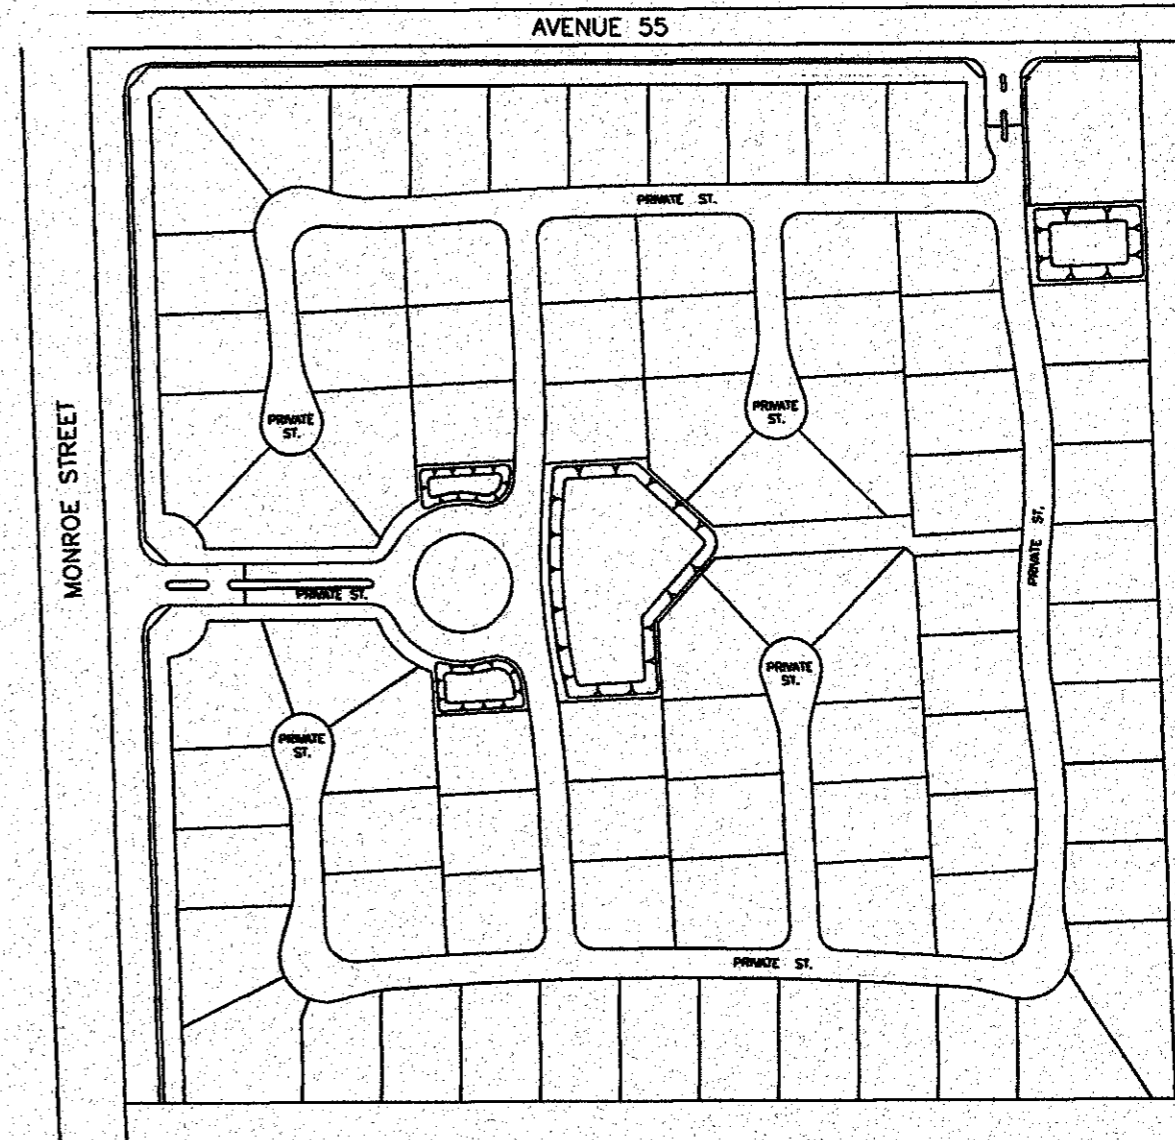 AVENUE 55
PRIVATE ST.
MONROE STREET
PRIVATE
ST.
PRIVATE
ST.
PRIVATE ST.
PRIVATE ST.
PRIVATE
ST.
PRIVATE
ST.
PRIVATE ST.